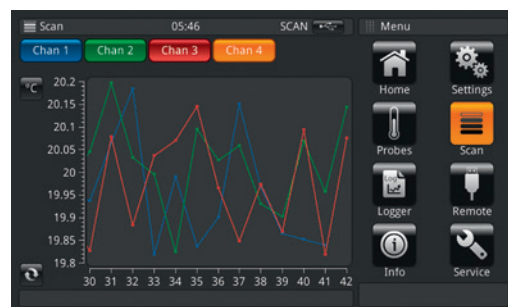 Scan 05:46 SCAN
Menu
Chan 1 Chan 2 Chan 3 Chan 4
°C
20.2
20.15
20.1
20.05
20
19.95
19.9
19.85
19.8
30 31 32 33 34 35 36 37 38 39 40 41 42
Home Settings
Probes Scan
Log
Logger Remote
Info Service